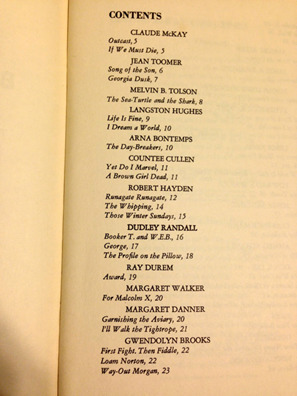 CONTENTS
CLAUDE McKAY
Outcast, 5
If We Must Die, 5
JEAN TOOMER
Song of the Son, 6
Georgia Dusk, 7
MELVIN B. TOLSON
The Sea-Turtle and the Shark, 8
LANGSTON HUGHES
Life Is Fine, 9
I Dream a World, 10
ARNA BONTEMPS
The Day-Breakers, 10
COUNTEE CULLEN
Yet Do I Marvel, 11
A Brown Girl Dead, 11
ROBERT HAYDEN
Runagate Runagate, 12
The Whipping, 14
Those Winter Sundays, 15
DUDLEY RANDALL
Booker T. and W.E.B., 16
George, 17
The Profile on the Pillow, 18
RAY DUREM
Award, 19
MARGARET WALKER
For Malcolm X, 20
MARGARET DANNER
Garnishing the Aviary, 20
I'll Walk the Tightrope, 21
GWENDOLYN BROOKS
First Fight. Then Fiddle, 22
Loam Norton, 22
Way-Out Morgan, 23